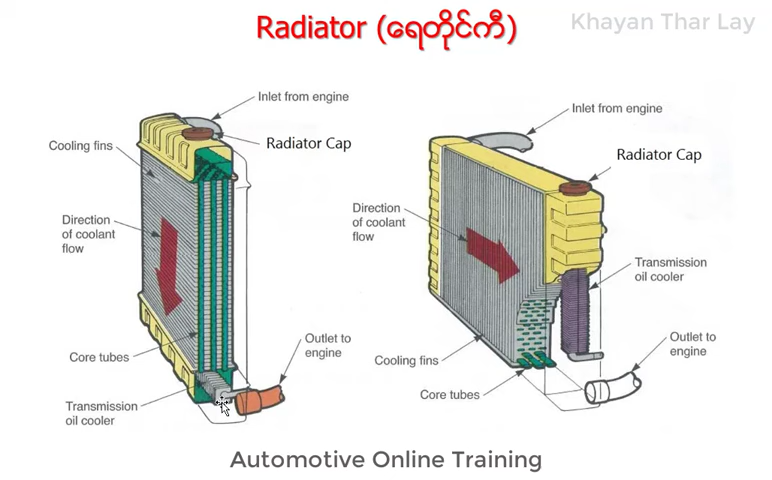 Radiator (ရေတိုင်ကီ)
Khayan Thar Lay
Inlet from engine
Radiator Cap
Cooling fins
Direction
of coolant
flow
Core tubes
Outlet to
engine
Transmission
oil cooler
Inlet from engine
Radiator Cap
Direction
of coolant
flow
Transmission
oil cooler
Outlet to
engine
Cooling fins
Core tubes
Automotive Online Training